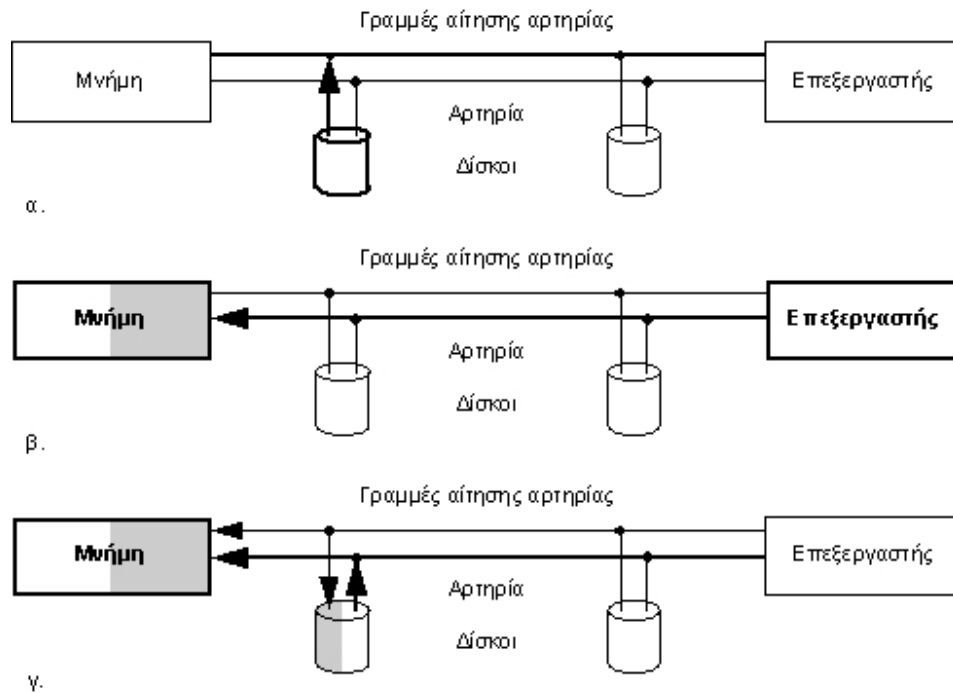 Γραμμές αίτησης αρτηρίας
Μνήμη
Επεξεργαστής
Αρτηρία
Δίσκοι
α.
Γραμμές αίτησης αρτηρίας
Μνήμη
Επεξεργαστής
Αρτηρία
Δίσκοι
β.
Γραμμές αίτησης αρτηρίας
Μνήμη
Επεξεργαστής
Αρτηρία
Δίσκοι
γ.